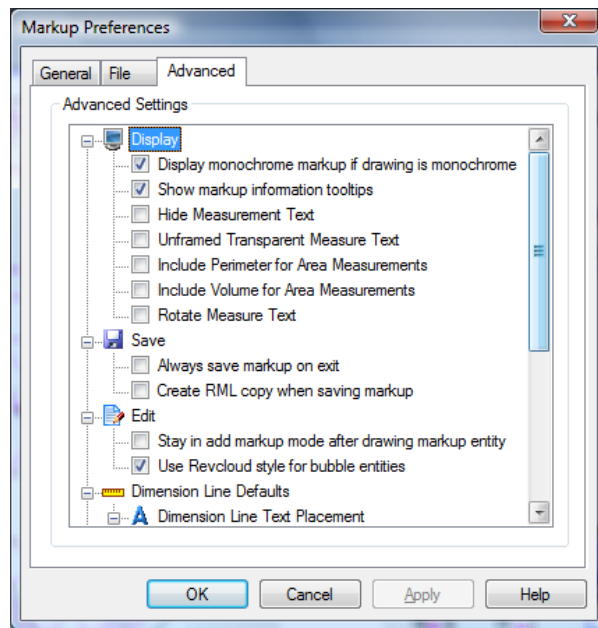 Markup Preferences
General File Advanced
Advanced Settings
Display
Display monochrome markup if drawing is monochrome
Show markup information tooltips
Hide Measurement Text
Unframed Transparent Measure Text
Include Perimeter for Area Measurements
Include Volume for Area Measurements
Rotate Measure Text
Save
Always save markup on exit
Create RML copy when saving markup
Edit
Stay in add markup mode after drawing markup entity
Use Revcloud style for bubble entities
Dimension Line Defaults
A Dimension Line Text Placement
OK Cancel Apply Help